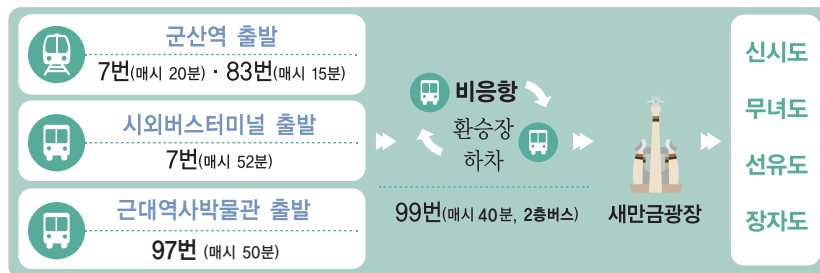 군산역 출발
7번(매시 20분) · 83번(매시 15분)
시외버스터미널 출발
7번(매시 52분)
근대역사박물관 출발
97번 (매시 50분)
비응항
환승장
하차
99번(매시 40분, 2층버스)
새만금광장
신시도
무녀도
선유도
장자도